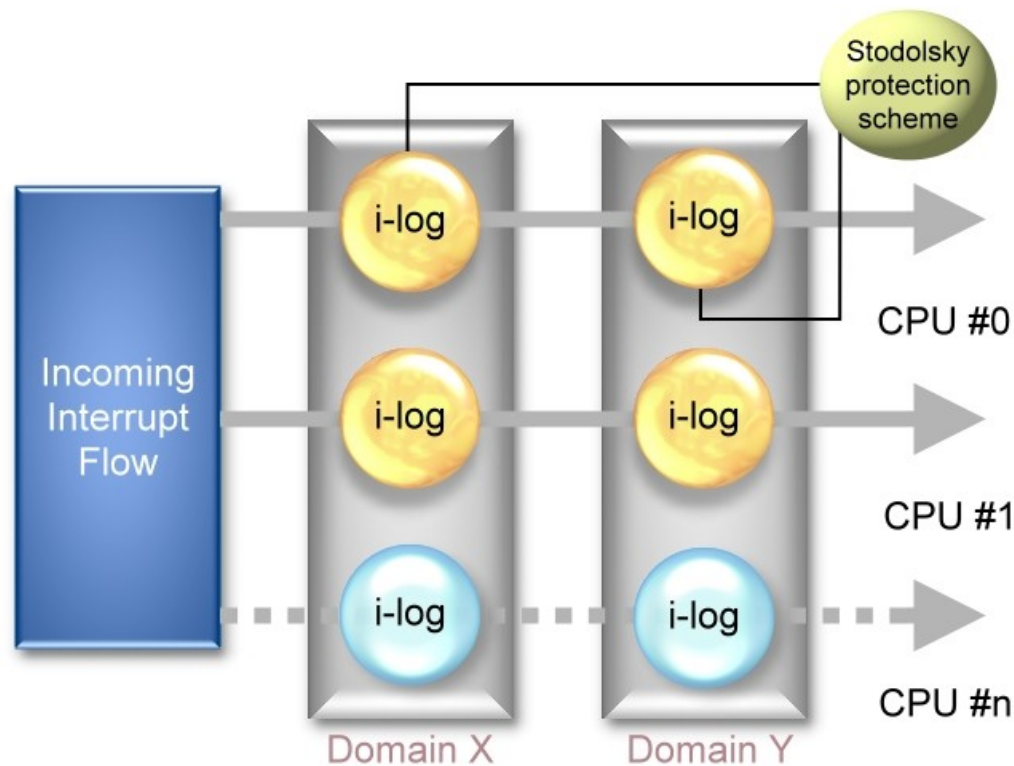 Stodolsky
protection
scheme
i-log
i-log
CPU #0
Incoming
Interrupt
Flow
i-log
i-log
CPU #1
i-log
i-log
CPU #n
Domain X
Domain Y